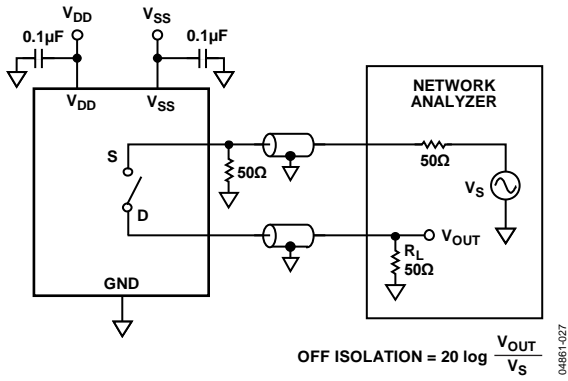 VDD
VSS
0.1µF
0.1µF
VDD
VSS
NETWORK
ANALYZER
S
50Ω
50Ω
VS
D
VOUT
RL
50Ω
GND
OFF ISOLATION = 20 log VOUT
VS
04861-027